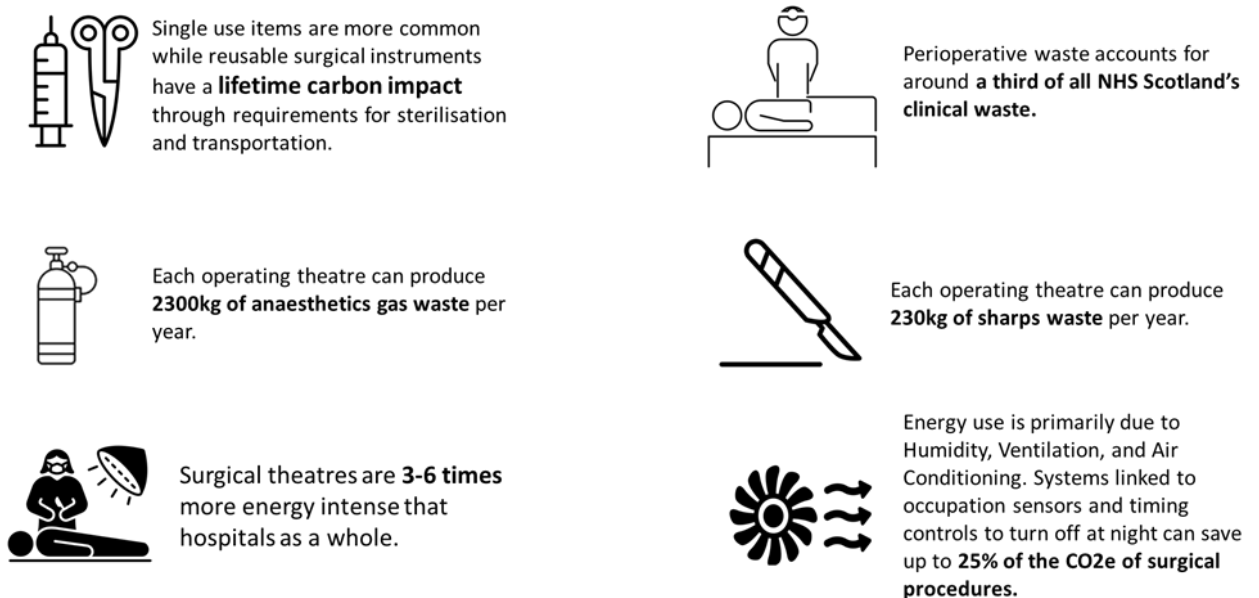 Single use items are more common
while reusable surgical instruments
have a lifetime carbon impact
through requirements for sterilisation
and transportation.
Perioperative waste accounts for
around a third of all NHS Scotland's
clinical waste.
Each operating theatre can produce
2300kg of anaesthetics gas waste per
year.
Each operating theatre can produce
230kg of sharps waste per year.
Surgical theatres are 3-6 times
more energy intense that
hospitals as a whole.
Energy use is primarily due to
Humidity, Ventilation, and Air
Conditioning. Systems linked to
occupation sensors and timing
controls to turn off at night can save
up to 25% of the CO2e of surgical
procedures.